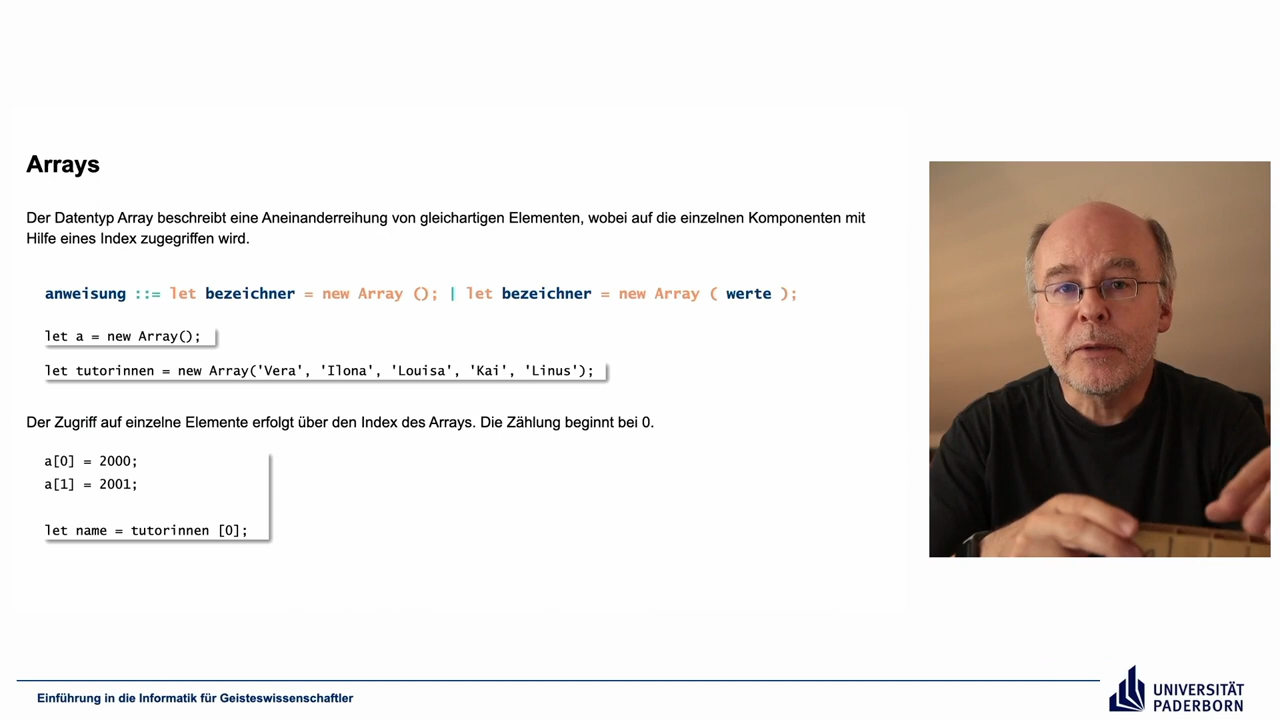 Arrays
Der Datentyp Array beschreibt eine Aneinanderreihung von gleichartigen Elementen, wobei auf die einzelnen Komponenten mit
Hilfe eines Index zugegriffen wird.
anweisung ::= let bezeichner = new Array (); | let bezeichner = new Array ( werte );
let a = new Array();
let tutorinnen = new Array('Vera', 'Ilona', 'Louisa', 'Kai', 'Linus');
Der Zugriff auf einzelne Elemente erfolgt über den Index des Arrays. Die Zählung beginnt bei 0.
a[0] = 2000;
a[1] = 2001;
let name = tutorinnen [0];
Einführung in die Informatik für Geisteswissenschaftler
UNIVERSITÄT
PADERBORN